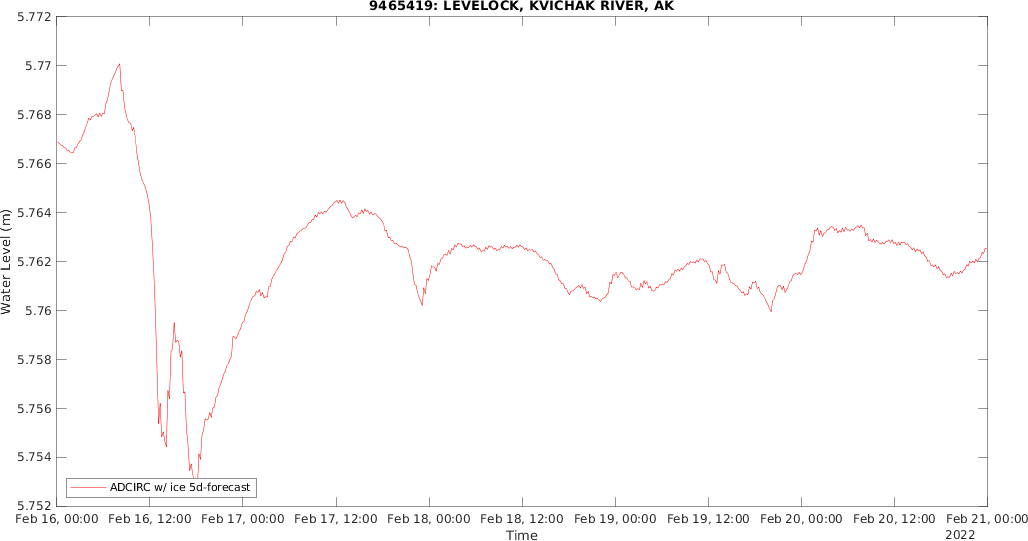 9465419: LEVELOCK, KVICHAK RIVER, AK
5.772
5.77
5.768
5.766
5.764
5.762
5.76
5.758
5.756
5.754
5.752
Water Level (m)
ADCIRC w/ ice 5d-forecast
Feb 16, 00:00 Feb 16, 12:00 Feb 17, 00:00 Feb 17, 12:00 Feb 18, 00:00 Feb 18, 12:00 Feb 19, 00:00 Feb 19, 12:00 Feb 20, 00:00 Feb 20, 12:00 Feb 21, 00:00
Time
2022